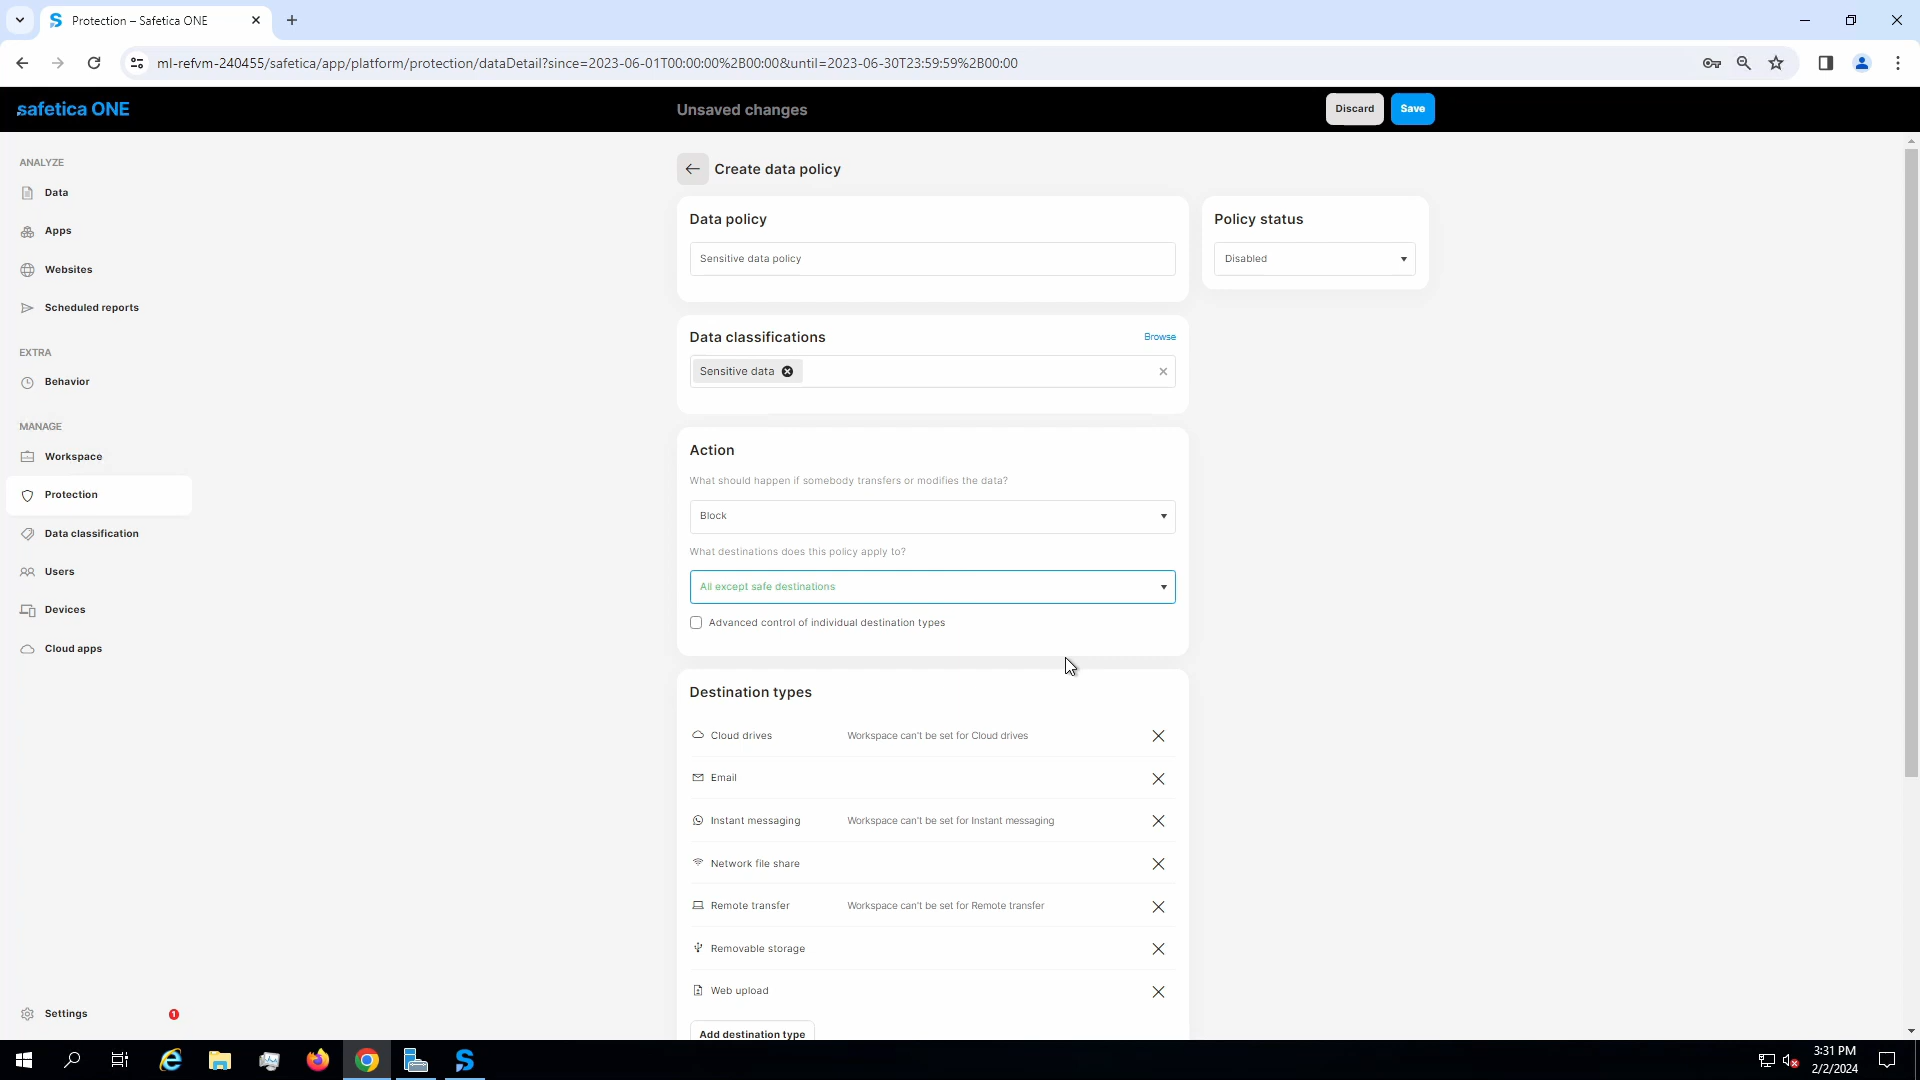 Protection – Safetica ONE
ml-refvm-240455/safetica/app/platform/protection/dataDetail?since=2023-06-01T00:00:00%2B00:00&until=2023-06-30T23:59:59%2B00:00
safetica ONE
Unsaved changes
Discard
Save
ANALYZE
Data
Apps
Websites
Scheduled reports
EXTRA
Behavior
MANAGE
Workspace
Protection
Data classification
Users
Devices
Cloud apps
Settings
1
Create data policy
Data policy
Sensitive data policy
Policy status
Disabled
Data classifications
Browse
Sensitive data
Action
What should happen if somebody transfers or modifies the data?
Block
What destinations does this policy apply to?
All except safe destinations
Advanced control of individual destination types
Destination types
Cloud drives Workspace can't be set for Cloud drives
Email
Instant messaging Workspace can't be set for Instant messaging
Network file share
Remote transfer Workspace can't be set for Remote transfer
Removable storage
Web upload
Add destination type
3:31 PM
2/2/2024